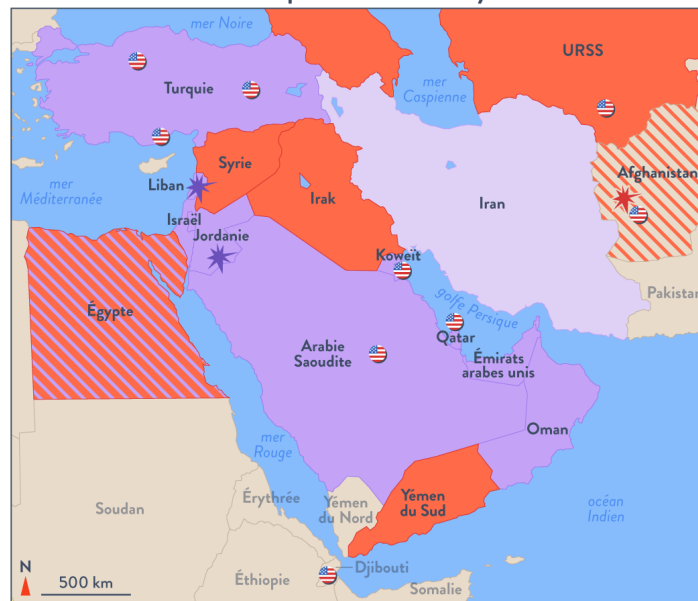 mer Noire
URSS
mer
Caspienne
Turquie
Syrie
Afghanistan
Liban
mer
Méditerranée
Irak
Iran
Israël
Jordanie
Koweït
Pakistan
golfe Persique
Égypte
Qatar
Arabie
Saoudite
Émirats
arabes unis
Oman
mer
Rouge
Érythrée
Yémen
du Nord
Yémen
du Sud
océan
Indien
Soudan
Djibouti
N
500 km
Éthiopie
Somalie